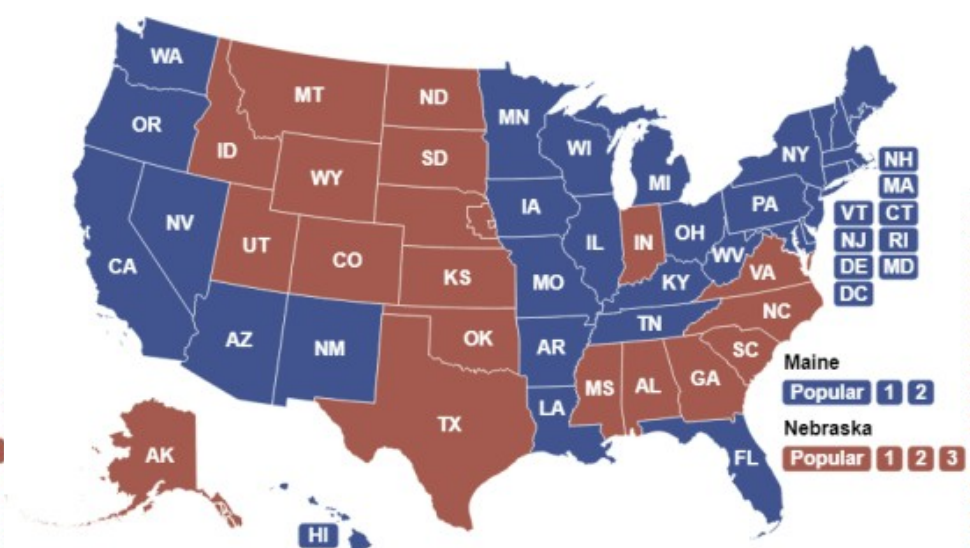 WA
MT
ND
MN
OR
ID
SD
WI
MI
NY
NH
WY
MA
IA
PA
VT CT
NV
UT
CO
IL
IN
OH
NJ RI
WV
CA
KS
MO
KY
VA
DE MD
DC
AZ
NM
OK
AR
TN
NC
SC
MS
AL
GA
LA
TX
FL
AK
HI
Maine
Popular 1 2
Nebraska
Popular 1 2 3